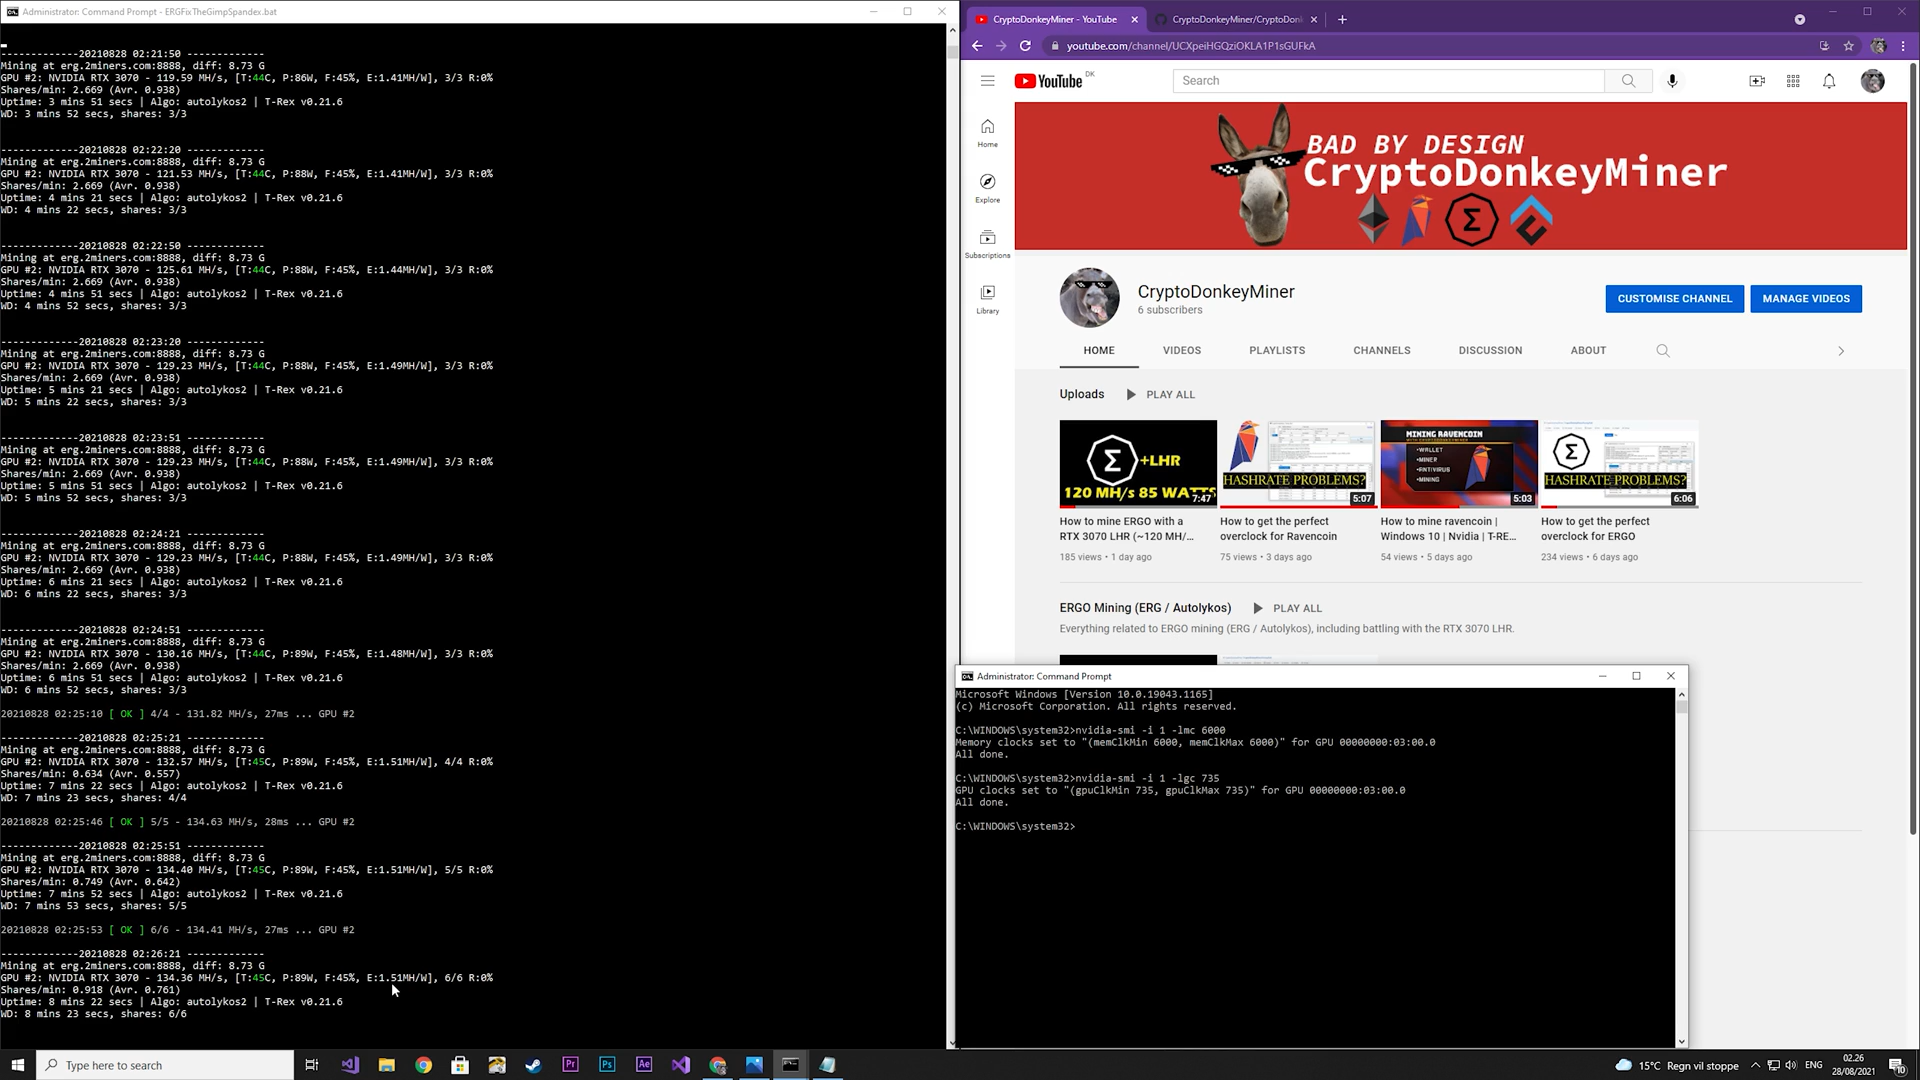 Administrator: Command Prompt - ERGFixTheGimpSpandex.bat
-------------20210828 02:21:50 -------------
Mining at erg.2miners.com:8888, diff: 8.73 G
GPU #2: NVIDIA RTX 3070 - 119.59 MH/s, [T:44C, P:86W, F:45%, E:1.41MH/W], 3/3 R:0%
Shares/min: 2.669 (Avr. 0.938)
Uptime: 3 mins 51 secs | Algo: autolykos2 | T-Rex v0.21.6
WD: 3 mins 52 secs, shares: 3/3
-------------20210828 02:22:20 -------------
Mining at erg.2miners.com:8888, diff: 8.73 G
GPU #2: NVIDIA RTX 3070 - 121.53 MH/s, [T:44C, P:88W, F:45%, E:1.41MH/W], 3/3 R:0%
Shares/min: 2.669 (Avr. 0.938)
Uptime: 4 mins 21 secs | Algo: autolykos2 | T-Rex v0.21.6
WD: 4 mins 22 secs, shares: 3/3
-------------20210828 02:22:50 -------------
Mining at erg.2miners.com:8888, diff: 8.73 G
GPU #2: NVIDIA RTX 3070 - 125.61 MH/s, [T:44C, P:88W, F:45%, E:1.44MH/W], 3/3 R:0%
Shares/min: 2.669 (Avr. 0.938)
Uptime: 4 mins 51 secs | Algo: autolykos2 | T-Rex v0.21.6
WD: 4 mins 52 secs, shares: 3/3
-------------20210828 02:23:20 -------------
Mining at erg.2miners.com:8888, diff: 8.73 G
GPU #2: NVIDIA RTX 3070 - 129.23 MH/s, [T:44C, P:88W, F:45%, E:1.49MH/W], 3/3 R:0%
Shares/min: 2.669 (Avr. 0.938)
Uptime: 5 mins 21 secs | Algo: autolykos2 | T-Rex v0.21.6
WD: 5 mins 22 secs, shares: 3/3
-------------20210828 02:23:51 -------------
Mining at erg.2miners.com:8888, diff: 8.73 G
GPU #2: NVIDIA RTX 3070 - 129.23 MH/s, [T:44C, P:88W, F:45%, E:1.49MH/W], 3/3 R:0%
Shares/min: 2.669 (Avr. 0.938)
Uptime: 5 mins 51 secs | Algo: autolykos2 | T-Rex v0.21.6
WD: 5 mins 52 secs, shares: 3/3
-------------20210828 02:24:21 -------------
Mining at erg.2miners.com:8888, diff: 8.73 G
GPU #2: NVIDIA RTX 3070 - 129.23 MH/s, [T:44C, P:88W, F:45%, E:1.49MH/W], 3/3 R:0%
Shares/min: 2.669 (Avr. 0.938)
Uptime: 6 mins 21 secs | Algo: autolykos2 | T-Rex v0.21.6
WD: 6 mins 22 secs, shares: 3/3
-------------20210828 02:24:51 -------------
Mining at erg.2miners.com:8888, diff: 8.73 G
GPU #2: NVIDIA RTX 3070 - 130.16 MH/s, [T:44C, P:89W, F:45%, E:1.48MH/W], 3/3 R:0%
Shares/min: 2.669 (Avr. 0.938)
Uptime: 6 mins 51 secs | Algo: autolykos2 | T-Rex v0.21.6
WD: 6 mins 52 secs, shares: 3/3
20210828 02:25:10 [ OK ] 4/4 - 131.82 MH/s, 27ms ... GPU #2
-------------20210828 02:25:21 -------------
Mining at erg.2miners.com:8888, diff: 8.73 G
GPU #2: NVIDIA RTX 3070 - 132.57 MH/s, [T:45C, P:89W, F:45%, E:1.51MH/W], 4/4 R:0%
Shares/min: 0.634 (Avr. 0.557)
Uptime: 7 mins 22 secs | Algo: autolykos2 | T-Rex v0.21.6
WD: 7 mins 23 secs, shares: 4/4
20210828 02:25:46 [ OK ] 5/5 - 134.63 MH/s, 28ms ... GPU #2
-------------20210828 02:25:51 -------------
Mining at erg.2miners.com:8888, diff: 8.73 G
GPU #2: NVIDIA RTX 3070 - 134.40 MH/s, [T:45C, P:89W, F:45%, E:1.51MH/W], 5/5 R:0%
Shares/min: 0.749 (Avr. 0.642)
Uptime: 7 mins 52 secs | Algo: autolykos2 | T-Rex v0.21.6
WD: 7 mins 53 secs, shares: 5/5
20210828 02:25:53 [ OK ] 6/6 - 134.41 MH/s, 27ms ... GPU #2
-------------20210828 02:26:21 -------------
Mining at erg.2miners.com:8888, diff: 8.73 G
GPU #2: NVIDIA RTX 3070 - 134.36 MH/s, [T:45C, P:89W, F:45%, E:1.51MH/W], 6/6 R:0%
Shares/min: 0.918 (Avr. 0.761)
Uptime: 8 mins 22 secs | Algo: autolykos2 | T-Rex v0.21.6
WD: 8 mins 23 secs, shares: 6/6
CryptoDonkeyMiner - YouTube
CryptoDonkeyMiner/CryptoDon
youtube.com/channel/UCXpeiHGQziOKLA1P1sGUFkA
YouTube DK
Search
Home
Explore
Subscriptions
Library
BAD BY DESIGN
CryptoDonkeyMiner
CryptoDonkeyMiner
6 subscribers
CUSTOMISE CHANNEL
MANAGE VIDEOS
HOME VIDEOS PLAYLISTS CHANNELS DISCUSSION ABOUT
Uploads PLAY ALL
+LHR
120 MH/s 85 WATTS
7:47
HASHRATE PROBLEMS?
5:07
MINING RAVENCOIN
•WALLET
•MINER
•ANTIVIRUS
•MINING
5:03
HASHRATE PROBLEMS?
6:06
How to mine ERGO with a
RTX 3070 LHR (~120 MH/...
185 views • 1 day ago
How to get the perfect
overclock for Ravencoin
75 views • 3 days ago
How to mine ravencoin |
Windows 10 | Nvidia | T-RE...
54 views • 5 days ago
How to get the perfect
overclock for ERGO
234 views • 6 days ago
ERGO Mining (ERG / Autolykos) PLAY ALL
Everything related to ERGO mining (ERG / Autolykos), including battling with the RTX 3070 LHR.
Administrator: Command Prompt
Microsoft Windows [Version 10.0.19043.1165]
(c) Microsoft Corporation. All rights reserved.
C:\WINDOWS\system32>nvidia-smi -i 1 -lmc 6000
Memory clocks set to "(memClkMin 6000, memClkMax 6000)" for GPU 00000000:03:00.0
All done.
C:\WINDOWS\system32>nvidia-smi -i 1 -lgc 735
GPU clocks set to "(gpuClkMin 735, gpuClkMax 735)" for GPU 00000000:03:00.0
All done.
C:\WINDOWS\system32>
Type here to search
Pr
Ps
Ae
15°C Regn vil stoppe
ENG
02.26
28/08/2021
10